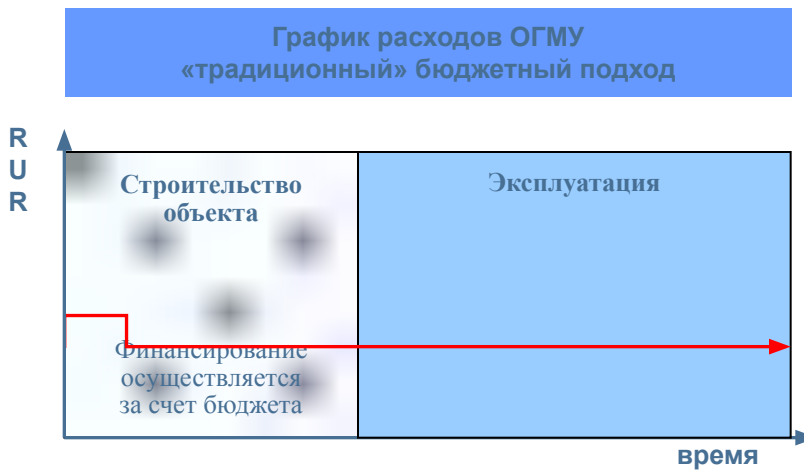 График расходов ОГМУ
«традиционный» бюджетный подход
R
U
R
Строительство
объекта
Эксплуатация
Финансирование
осуществляется
за счет бюджета
время